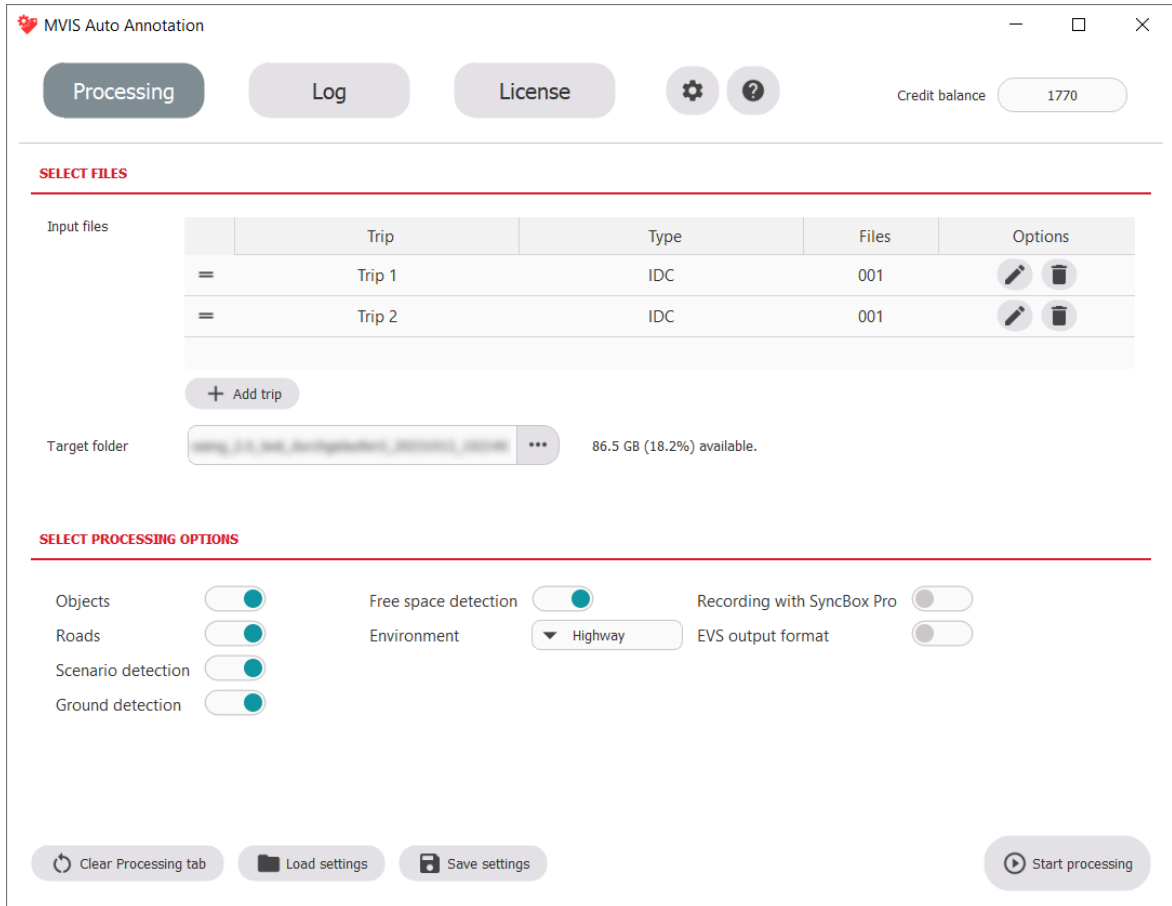 MVIS Auto Annotation
Processing Log License Credit balance 1770
SELECT FILES
Input files
Trip Type Files Options
Trip 1 IDC 001
Trip 2 IDC 001
Add trip
Target folder 86.5 GB (18.2%) available.
SELECT PROCESSING OPTIONS
Objects Free space detection Recording with SyncBox Pro
Roads Environment Highway EVS output format
Scenario detection
Ground detection
Clear Processing tab Load settings Save settings Start processing